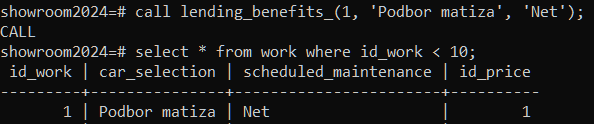 showroom2024=# call lending_benefits_(1, 'Podbor matiza', 'Net');
CALL
showroom2024=# select * from work where id_work < 10;
 id_work | car_selection | scheduled_maintenance | id_price
---------+---------------+-----------------------+----------
       1 | Podbor matiza | Net                   |        1